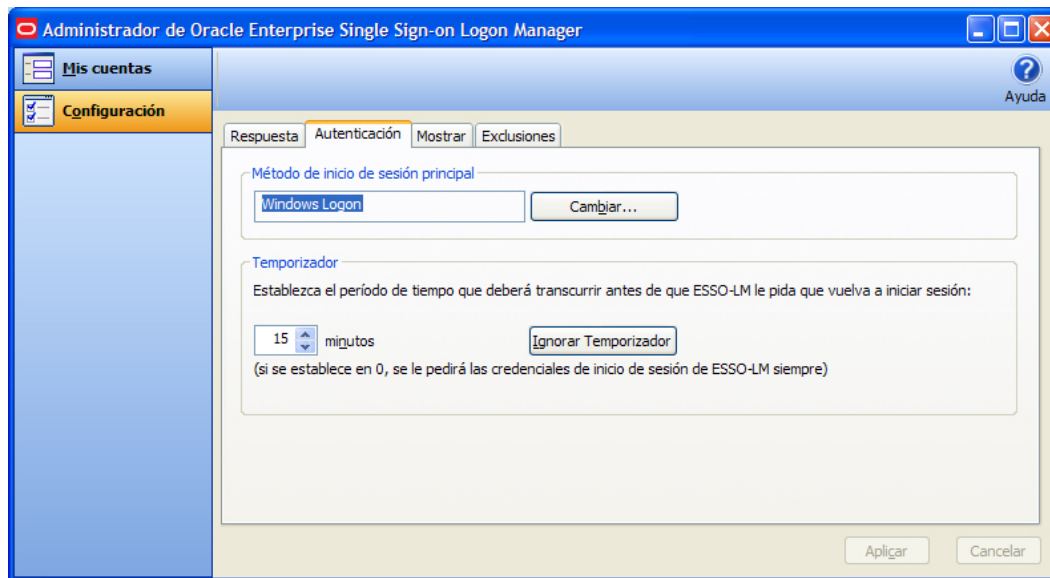 Administrador de Oracle Enterprise Single Sign-on Logon Manager
Mis cuentas
Configuración
Ayuda
Respuesta
Autenticación
Mostrar
Exclusiones
Método de inicio de sesión principal
Windows Logon
Cambiar...
Temporizador
Establezca el período de tiempo que deberá transcurrir antes de que ESSO-LM le pida que vuelva a iniciar sesión:
15 minutos
Ignorar Temporizador
(si se establece en 0, se le pedirá las credenciales de inicio de sesión de ESSO-LM siempre)
Aplicar
Cancelar